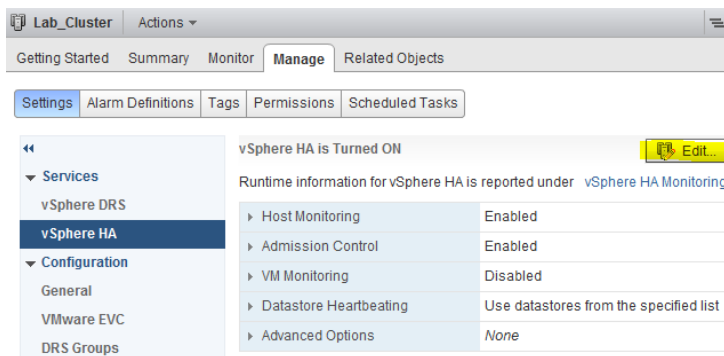 Lab_Cluster Actions
Getting Started Summary Monitor Manage Related Objects
Settings Alarm Definitions Tags Permissions Scheduled Tasks
vSphere HA is Turned ON Edit...
Services
Runtime information for vSphere HA is reported under vSphere HA Monitoring
vSphere DRS
Host Monitoring Enabled
vSphere HA
Admission Control Enabled
Configuration
VM Monitoring Disabled
General
Datastore Heartbeating Use datastores from the specified list
VMware EVC
Advanced Options None
DRS Groups